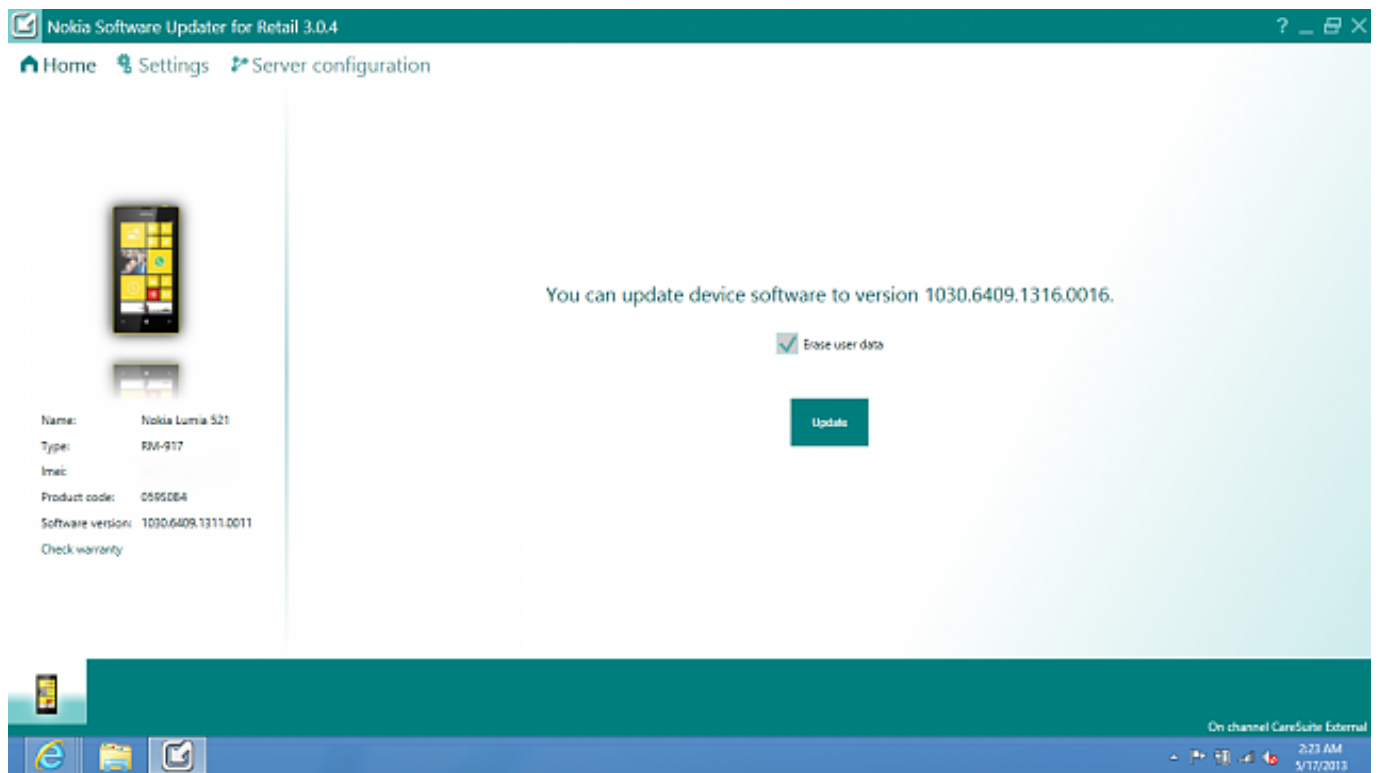 Nokia Software Updater for Retail 3.0.4
Home Settings Server configuration
You can update device software to version 1030.6409.1316.0016.
Erase user data
Update
Name: Nokia Lumia 521
Type: RM-917
Imei:
Product code: 059S0B4
Software version: 1030.6409.1311.0011
Check warranty
On channel CareSuite External
2:23 AM
5/17/2013